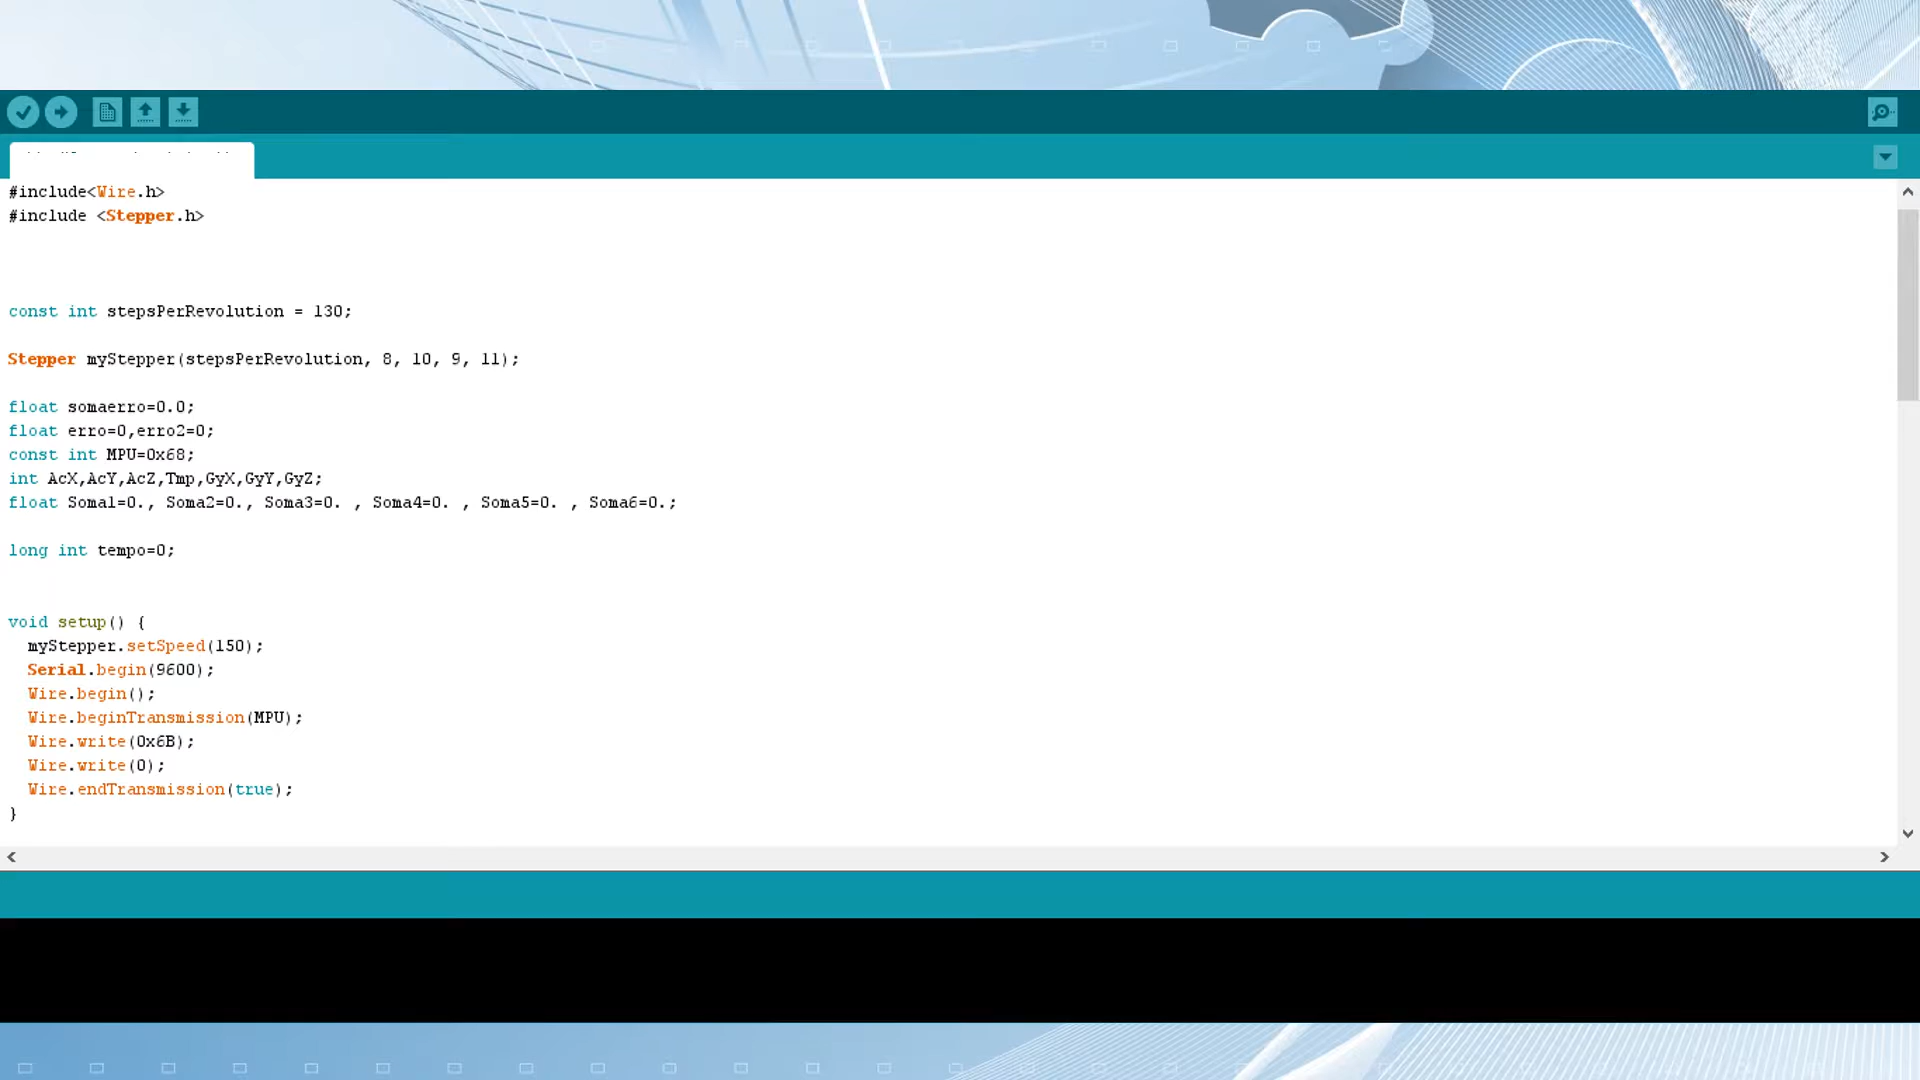 #include<Wire.h>
#include <Stepper.h>
const int stepsPerRevolution = 130;
Stepper myStepper(stepsPerRevolution, 8, 10, 9, 11);
float somaerro=0.0;
float erro=0,erro2=0;
const int MPU=0x68;
int AcX,AcY,AcZ,Tmp,GyX,GyY,GyZ;
float Soma1=0., Soma2=0., Soma3=0. , Soma4=0. , Soma5=0. , Soma6=0.;
long int tempo=0;
void setup() {
myStepper.setSpeed(150);
Serial.begin(9600);
Wire.begin();
Wire.beginTransmission(MPU);
Wire.write(0x6B);
Wire.write(0);
Wire.endTransmission(true);
}